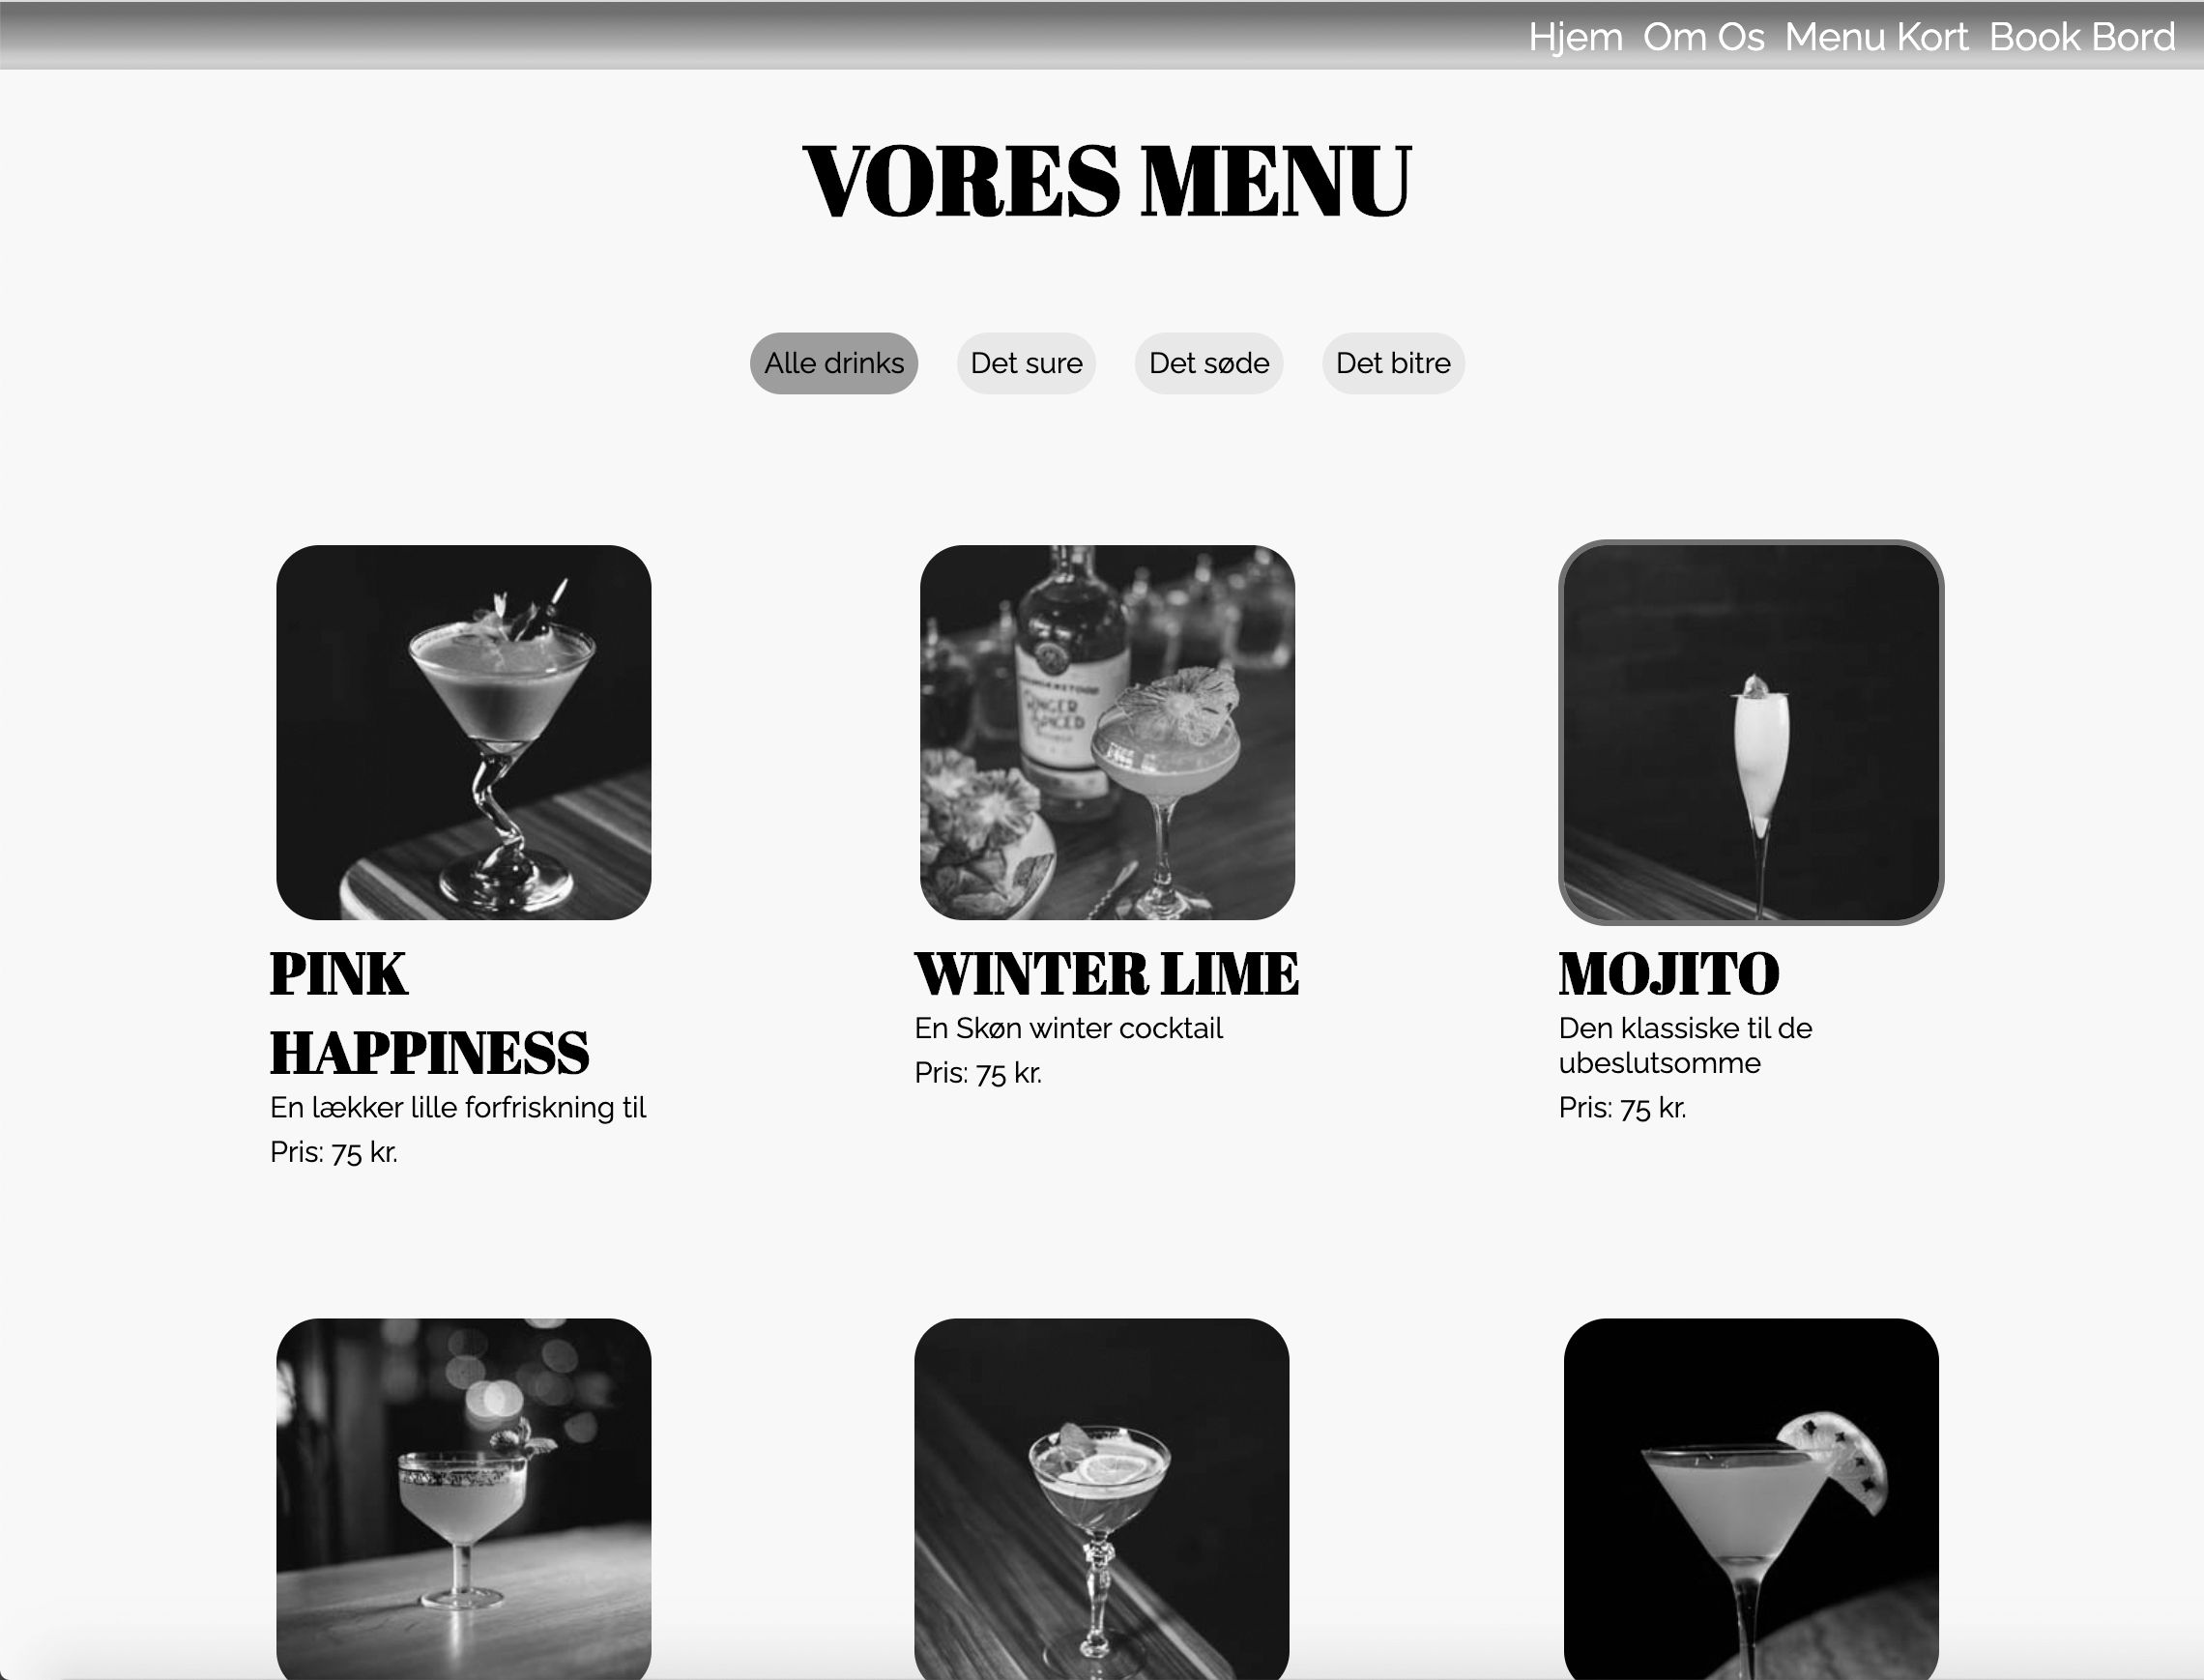 Hjem Om Os Menu Kort Book Bord
VORES MENU
Alle drinks Det sure Det søde Det bitre
GINGER
SPICED
PINK
HAPPINESS
En lækker lille forfriskning til
Pris: 75 kr.
WINTER LIME
En Skøn winter cocktail
Pris: 75 kr.
MOJITO
Den klassiske til de
ubeslutsomme
Pris: 75 kr.